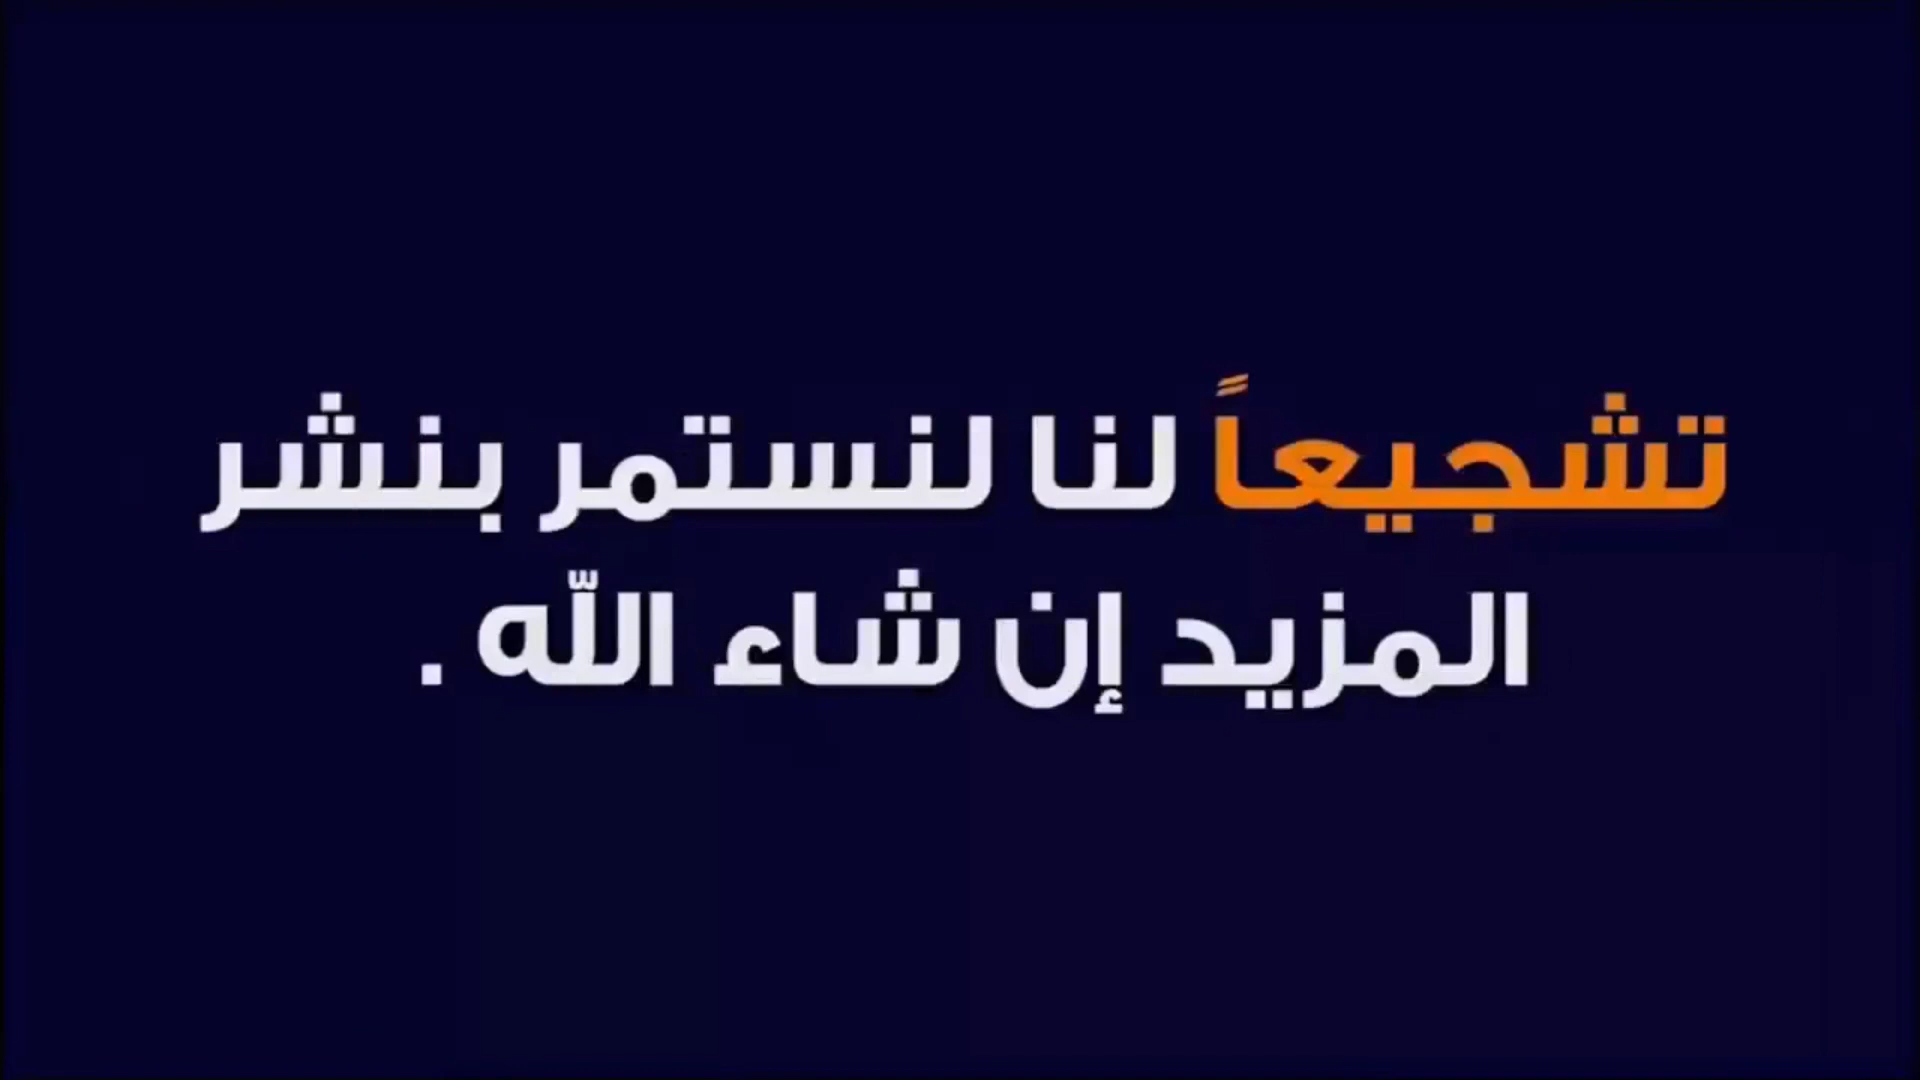 تشجيعاً لنا لنستمر بنشر
المزيد إن شاء اللّه .